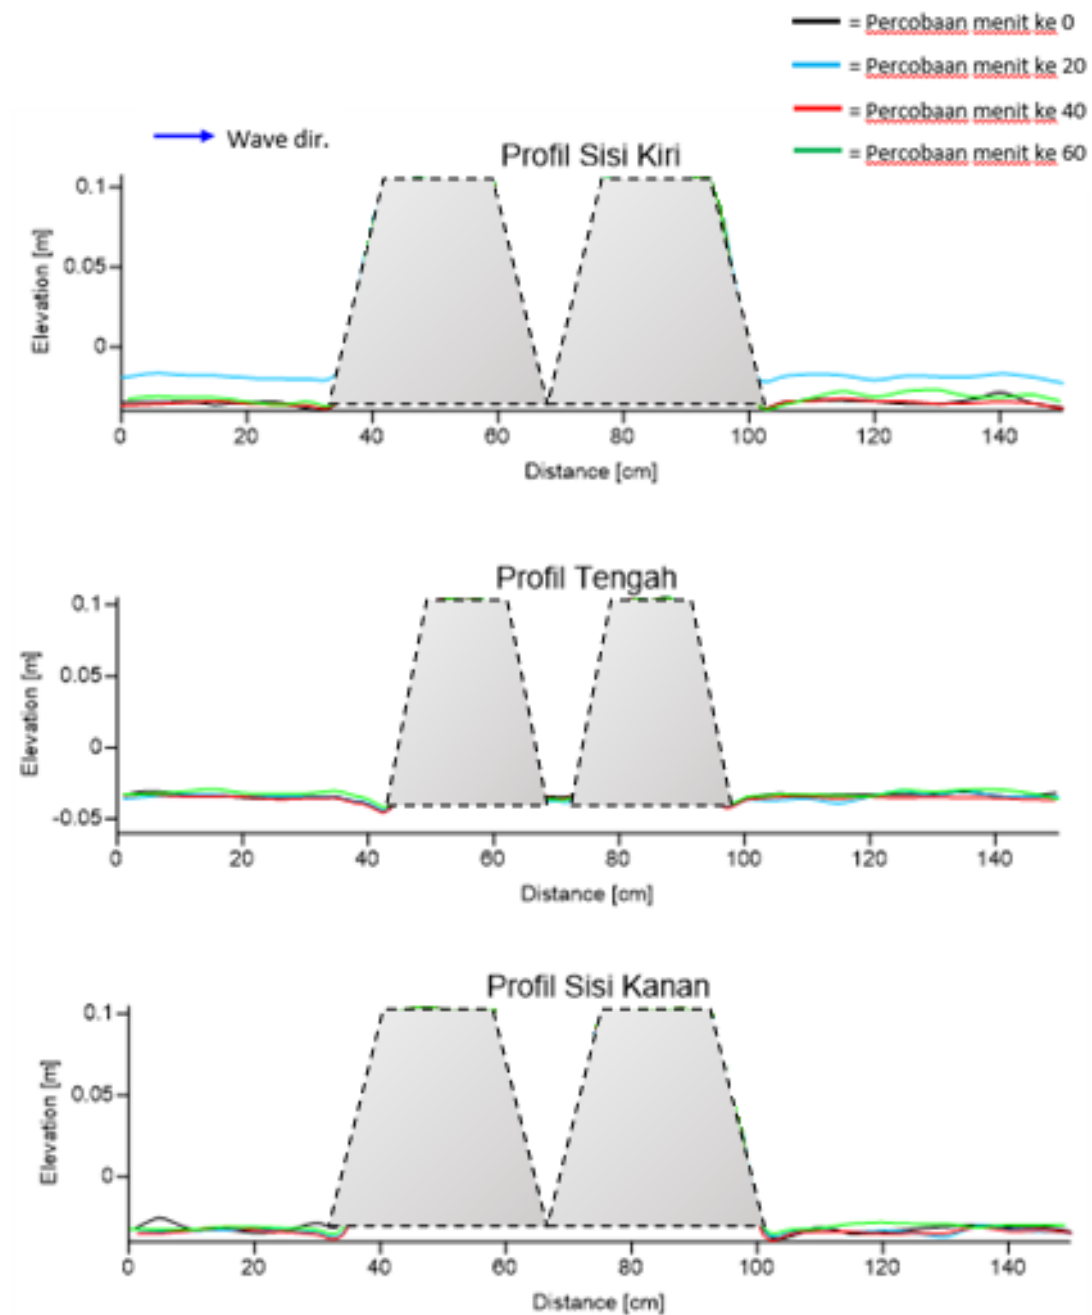 = Percobaan menit ke 0
= Percobaan menit ke 20
= Percobaan menit ke 40
= Percobaan menit ke 60
Wave dir.
Profil Sisi Kiri
0.1
0.05
0
Elevation [m]
0 20 40 60 80 100 120 140
Distance [cm]
Profil Tengah
0.1
0.05
0
-0.05
Elevation [m]
0 20 40 60 80 100 120 140
Distance [cm]
Profil Sisi Kanan
0.1
0.05
0
Elevation [m]
0 20 40 60 80 100 120 140
Distance [cm]